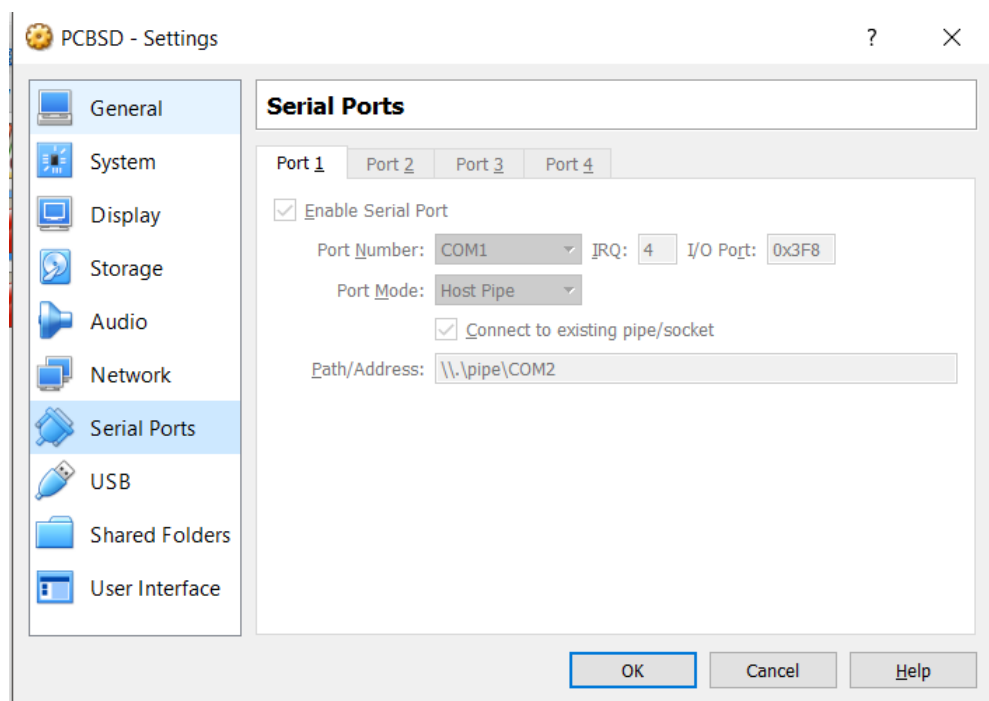 PCBSD - Settings ?
General
System
Display
Storage
Audio
Network
Serial Ports
USB
Shared Folders
User Interface
Serial Ports
Port 1 Port 2 Port 3 Port 4
Enable Serial Port
Port Number: COM1 IRQ: 4 I/O Port: 0x3F8
Port Mode: Host Pipe
Connect to existing pipe/socket
Path/Address: \\.\pipe\COM2
OK Cancel Help